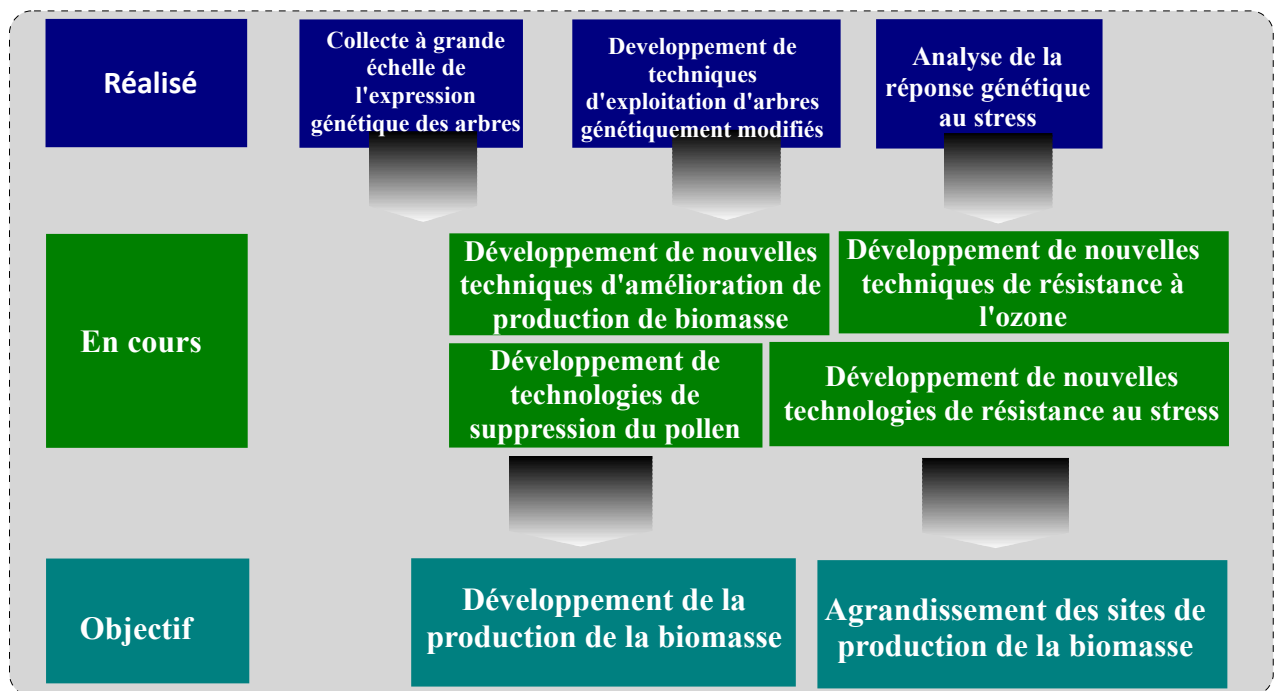 Réalisé
Collecte à grande
échelle de
l'expression
génétique des arbres
Developpement de
techniques
d'exploitation d'arbres
génétiquement modifiés
Analyse de la
réponse génétique
au stress
En cours
Développement de nouvelles
techniques d'amélioration de
production de biomasse
Développement de nouvelles
techniques de résistance à
l'ozone
Développement de
technologies de
suppression du pollen
Développement de nouvelles
technologies de résistance au stress
Objectif
Développement de la
production de la biomasse
Agrandissement des sites de
production de la biomasse